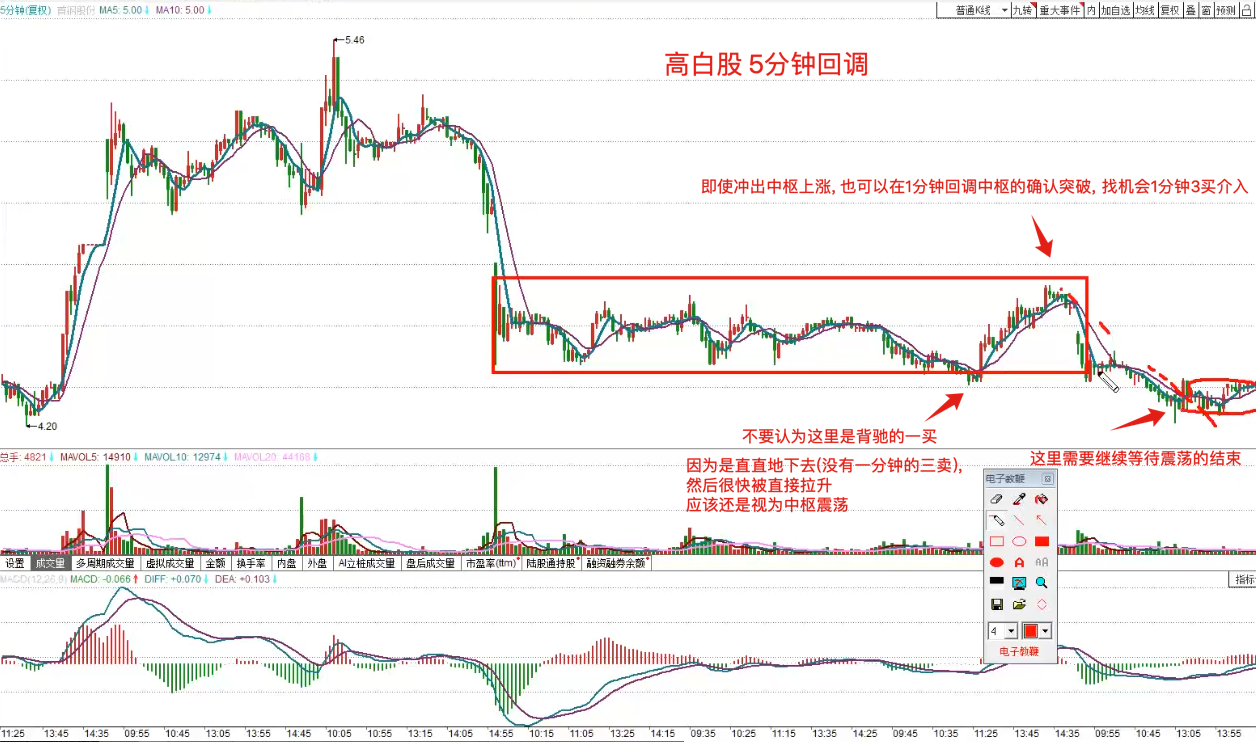 5分钟(复权) 首钢股份 MA5: 5.00↓ MA10: 5.00↓
普通K线 九转 重大事件 内 加自选 均线 复权 叠 窗 预测
5.46
高白股 5分钟回调
即使冲出中枢上涨, 也可以在1分钟回调中枢的确认突破, 找机会1分钟3买介入
4.20
不要认为这里是背驰的一买
总手: 4821↓ MAVOL5: 14910↓ MAVOL10: 12974↓ MAVOL20: 44168↓
因为是直直地下去(没有一分钟的三卖),
然后很快被直接拉升
应该还是视为中枢震荡
这里需要继续等待震荡的结束
电子教鞭
A AA
4
电子教鞭
设置 成交量 多周期成交量 虚拟成交量 金额 换手率 内盘 外盘 AI立桩成交量 盘后成交量 市盈率(ttm) 陆股通持股 融资融券余额
MACD(12,26,9) MACD: -0.066↑ DIFF: +0.070↓ DEA: +0.103↓
指标
11:25 13:45 14:35 09:55 10:45 13:05 13:55 14:45 10:05 10:55 13:15 14:05 14:55 10:15 11:05 13:25 14:15 09:35 10:25 11:15 13:35 14:25 09:45 10:35 11:25 13:45 14:35 09:55 10:45 13:05 13:55